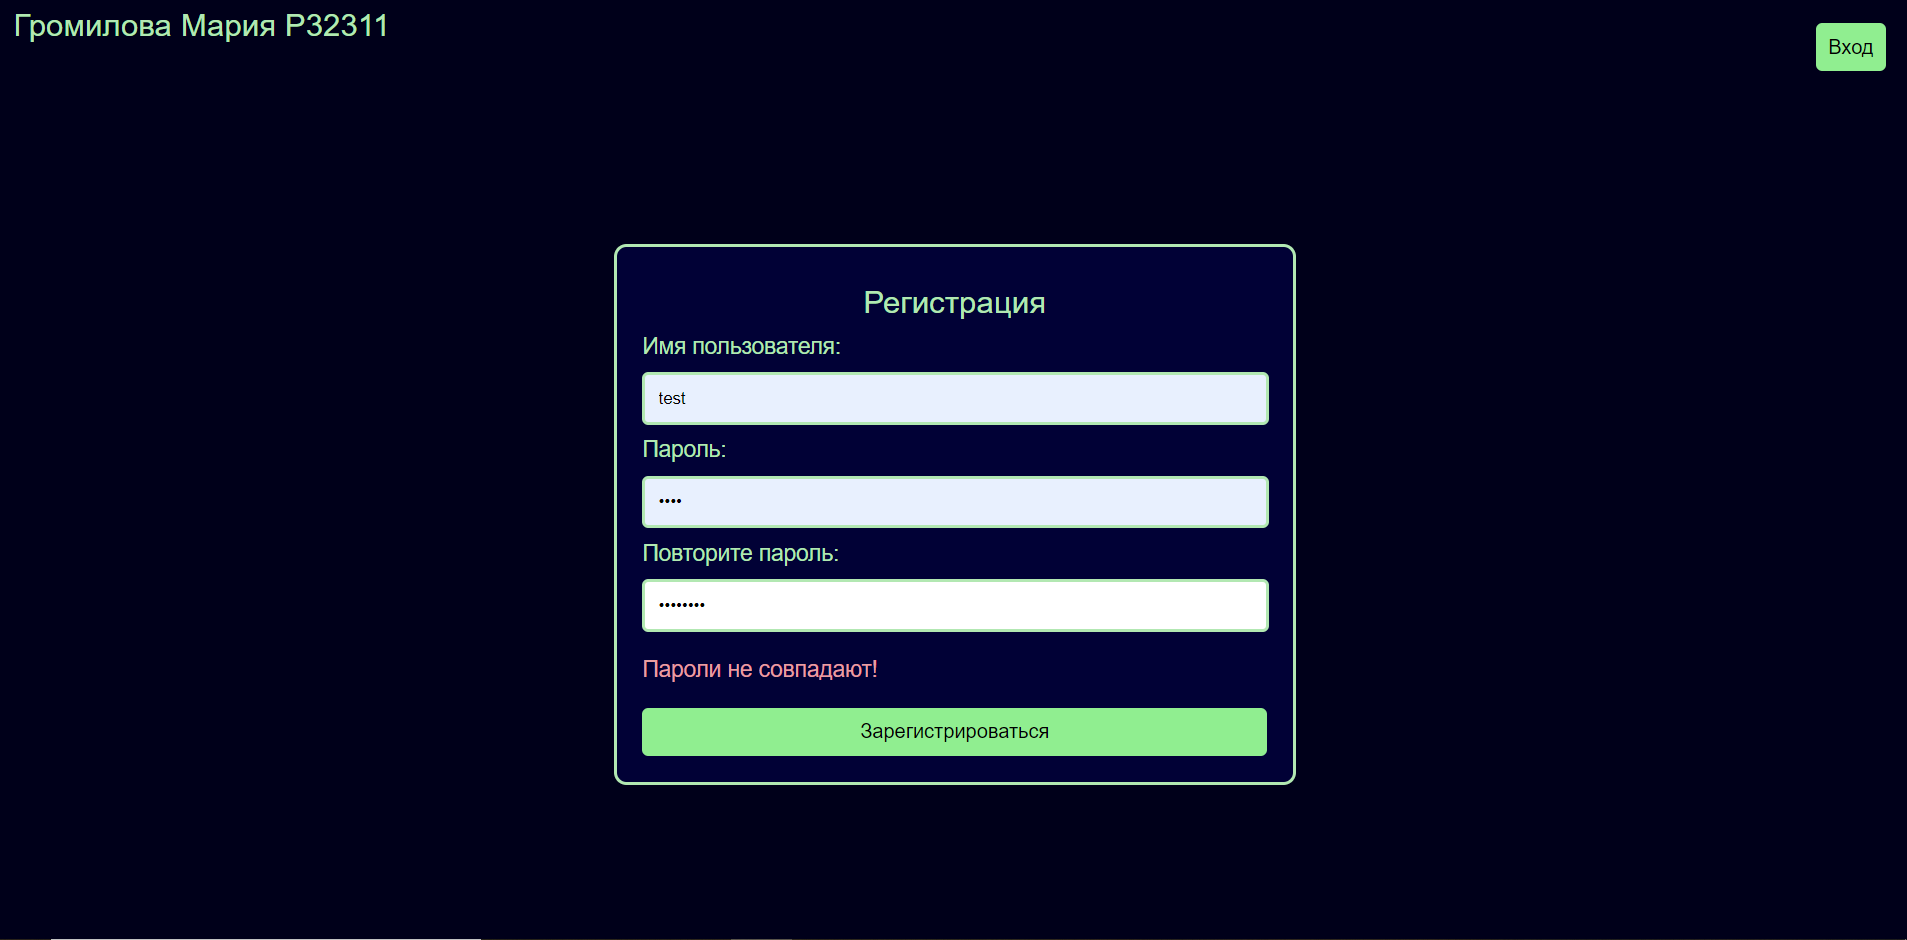 Громилова Мария P32311
Вход
Регистрация
Имя пользователя:
test
Пароль:
••••
Повторите пароль:
••••••••
Пароли не совпадают!
Зарегистрироваться